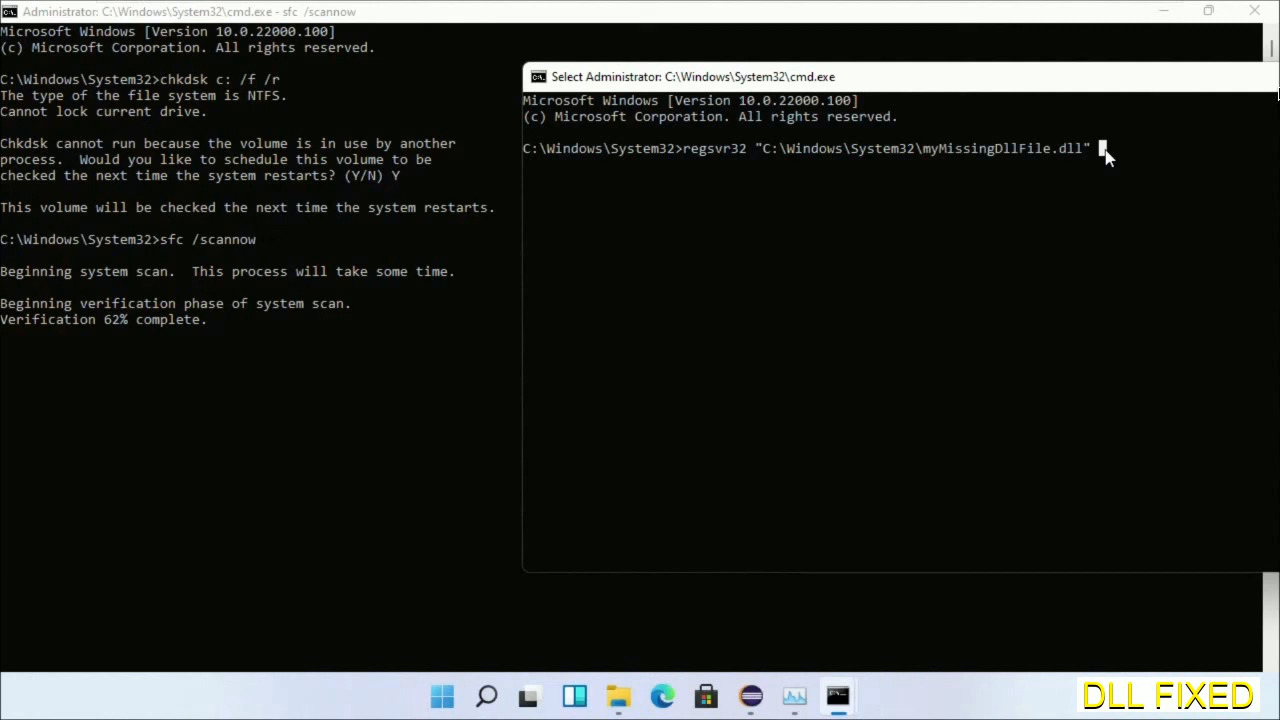 Administrator: C:\Windows\System32\cmd.exe - sfc /scannow
Microsoft Windows [Version 10.0.22000.100]
(c) Microsoft Corporation. All rights reserved.
C:\Windows\System32>chkdsk c: /f /r
The type of the file system is NTFS.
Cannot lock current drive.
Chkdsk cannot run because the volume is in use by another
process.  Would you like to schedule this volume to be
checked the next time the system restarts? (Y/N) Y
This volume will be checked the next time the system restarts.
C:\Windows\System32>sfc /scannow
Beginning system scan.  This process will take some time.
Beginning verification phase of system scan.
Verification 62% complete.
Select Administrator: C:\Windows\System32\cmd.exe
Microsoft Windows [Version 10.0.22000.100]
(c) Microsoft Corporation. All rights reserved.
C:\Windows\System32>regsvr32 "C:\Windows\System32\myMissingDllFile.dll"
DLL FIXED